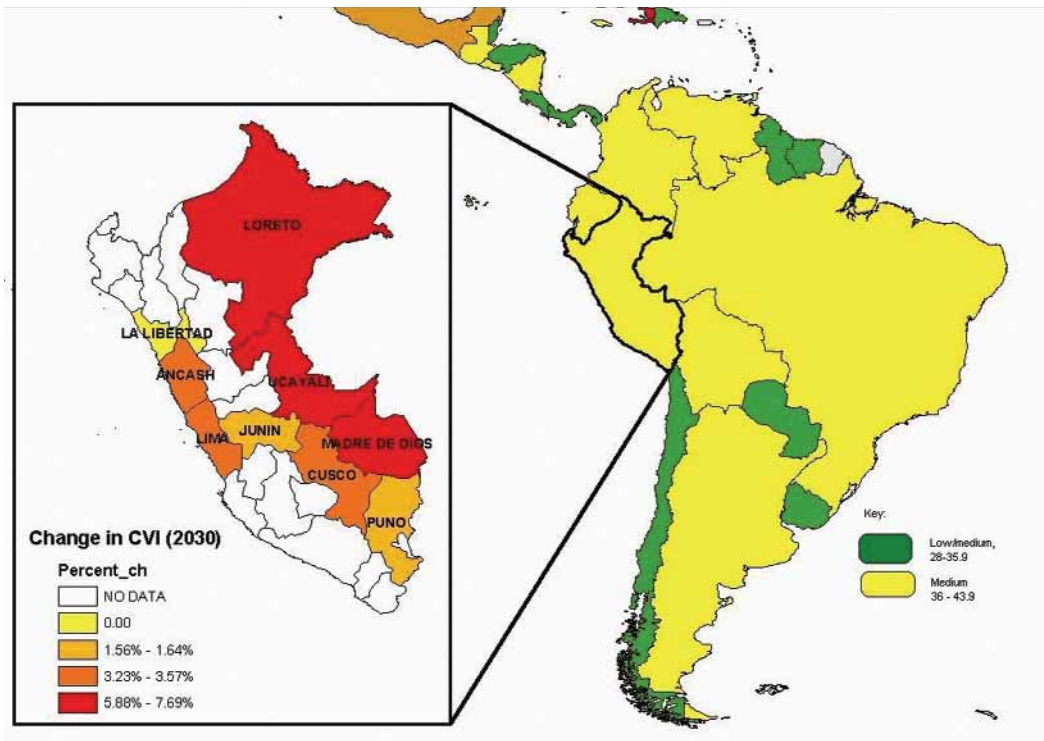 LORETO
LA LIBERTAD
ANCASH
UCAYALI
LIMA
JUNIN
MADRE DE DIOS
CUSCO
PUNO
Change in CVI (2030)
Percent_ch
NO DATA
0.00
1.56% - 1.64%
3.23% - 3.57%
5.88% - 7.69%
Key:
Low/medium,
28-35.9
Medium
36 - 43.9